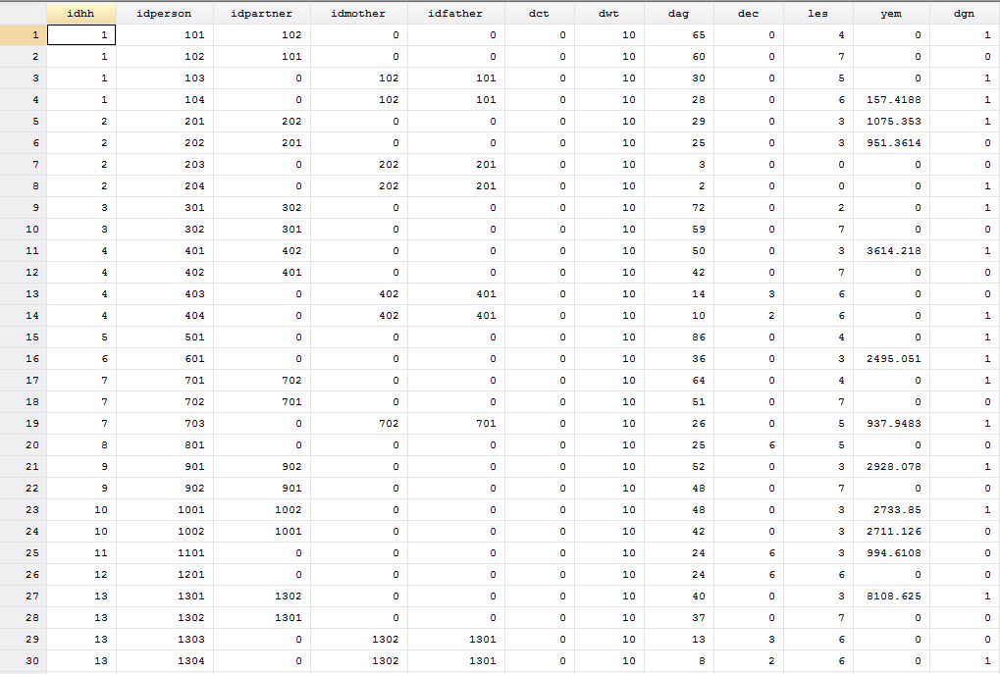 idhh idperson idpartner idmother idfather dct dwt dag dec les yem dgn
1 1 101 102 0 0 0 10 65 0 4 0 1
2 1 102 101 0 0 0 10 60 0 7 0 0
3 1 103 0 102 101 0 10 30 0 5 0 1
4 1 104 0 102 101 0 10 28 0 6 157.4188 1
5 2 201 202 0 0 0 10 29 0 3 1075.353 1
6 2 202 201 0 0 0 10 25 0 3 951.3614 0
7 2 203 0 202 201 0 10 3 0 0 0 0
8 2 204 0 202 201 0 10 2 0 0 0 1
9 3 301 302 0 0 0 10 72 0 2 0 1
10 3 302 301 0 0 0 10 59 0 7 0 0
11 4 401 402 0 0 0 10 50 0 3 3614.218 1
12 4 402 401 0 0 0 10 42 0 7 0 0
13 4 403 0 402 401 0 10 14 3 6 0 0
14 4 404 0 402 401 0 10 10 2 6 0 1
15 5 501 0 0 0 0 10 86 0 4 0 1
16 6 601 0 0 0 0 10 36 0 3 2495.051 1
17 7 701 702 0 0 0 10 64 0 4 0 1
18 7 702 701 0 0 0 10 51 0 7 0 0
19 7 703 0 702 701 0 10 26 0 5 937.9483 1
20 8 801 0 0 0 0 10 25 6 5 0 0
21 9 901 902 0 0 0 10 52 0 3 2928.078 1
22 9 902 901 0 0 0 10 48 0 7 0 0
23 10 1001 1002 0 0 0 10 48 0 3 2733.85 1
24 10 1002 1001 0 0 0 10 42 0 3 2711.126 0
25 11 1101 0 0 0 0 10 24 6 3 994.6108 0
26 12 1201 0 0 0 0 10 24 6 6 0 0
27 13 1301 1302 0 0 0 10 40 0 3 8108.625 1
28 13 1302 1301 0 0 0 10 37 0 7 0 0
29 13 1303 0 1302 1301 0 10 13 3 6 0 0
30 13 1304 0 1302 1301 0 10 8 2 6 0 1